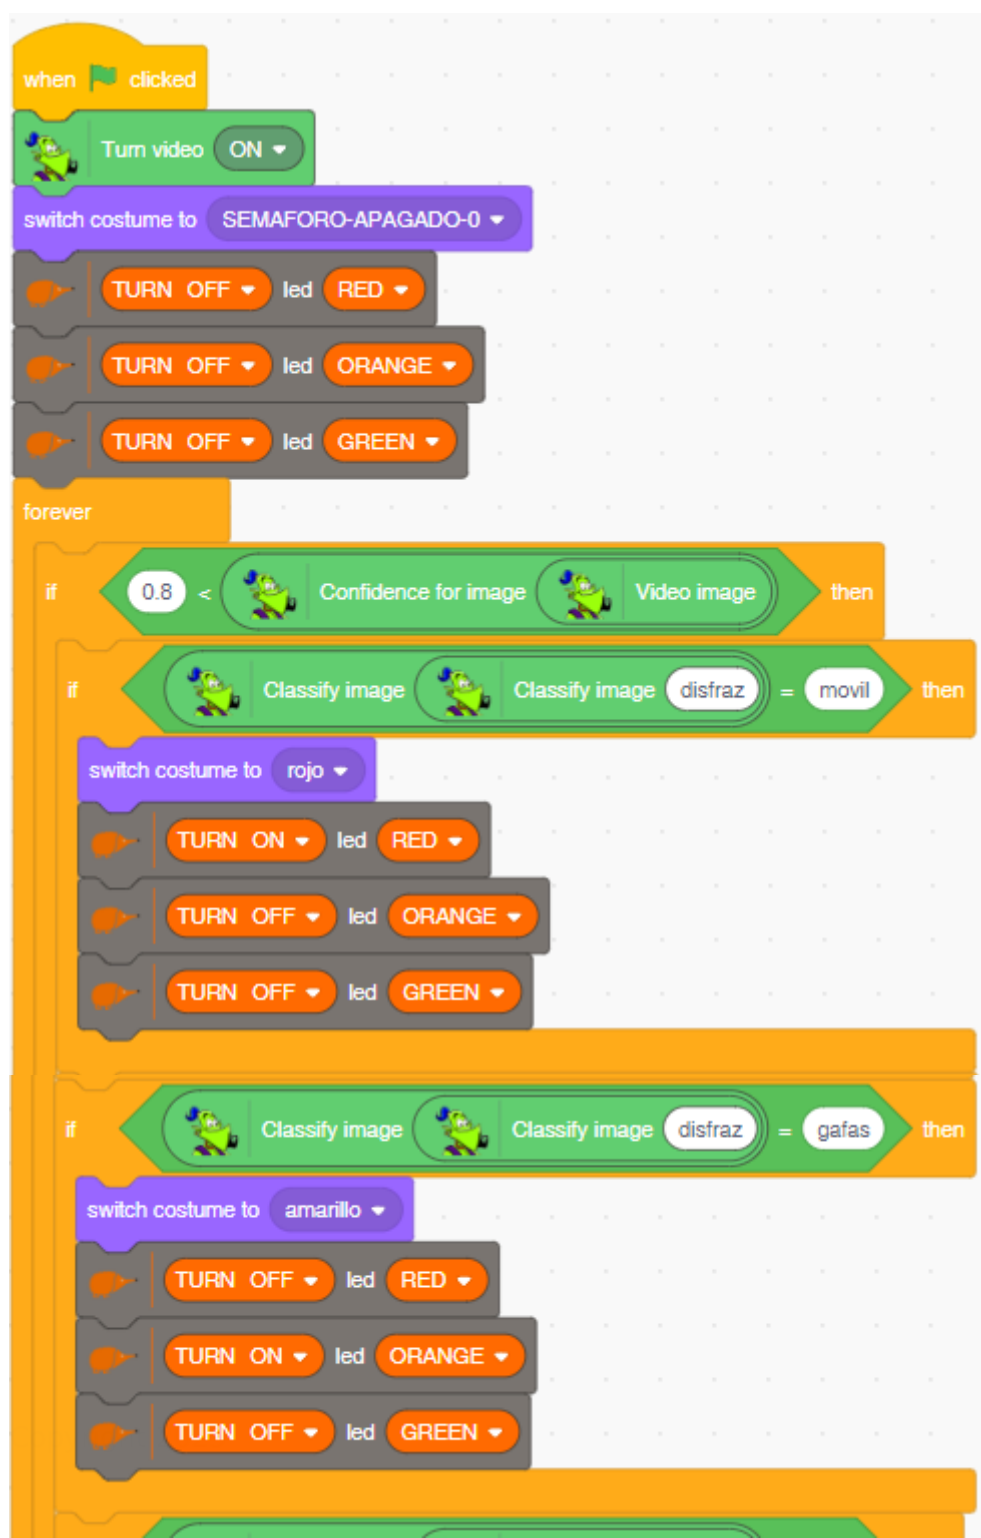 when clicked
Turn video ON
switch costume to SEMAFORO-APAGADO-0
TURN OFF led RED
TURN OFF led ORANGE
TURN OFF led GREEN
forever
if 0.8 < Confidence for image Video image then
if Classify image Classify image disfraz = movil then
switch costume to rojo
TURN ON led RED
TURN OFF led ORANGE
TURN OFF led GREEN
if Classify image Classify image disfraz = gafas then
switch costume to amarillo
TURN OFF led RED
TURN ON led ORANGE
TURN OFF led GREEN